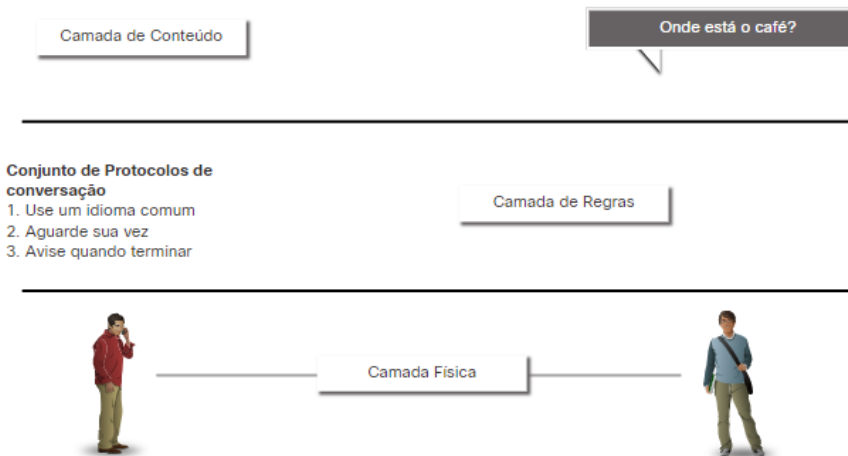 Camada de Conteúdo
Onde está o café?
Conjunto de Protocolos de
conversação
1. Use um idioma comum
2. Aguarde sua vez
3. Avise quando terminar
Camada de Regras
Camada Física